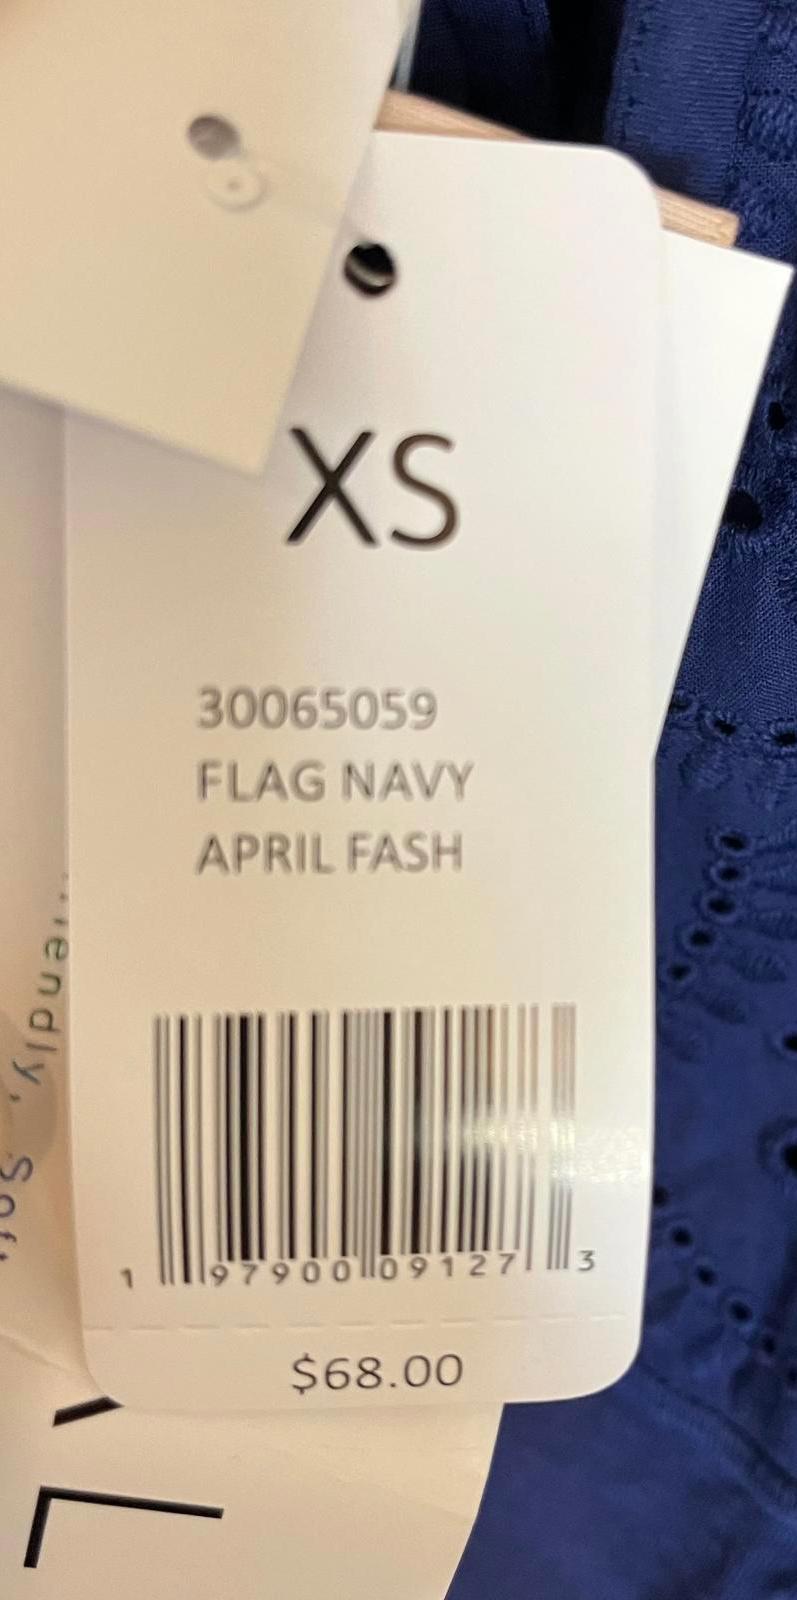 XS
30065059
FLAG NAVY
APRIL FASH
1 97900 09127 3
$68.00
L